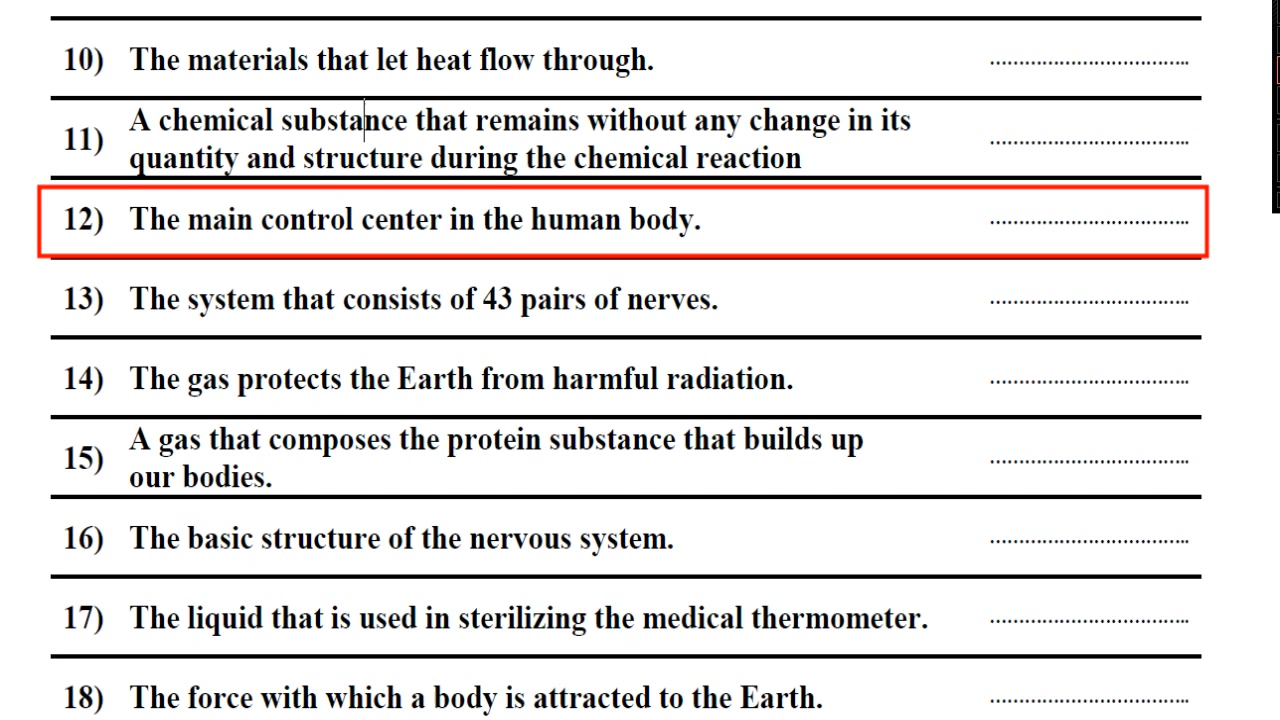 10) The materials that let heat flow through. ......................................
11) A chemical substance that remains without any change in its
quantity and structure during the chemical reaction ......................................
12) The main control center in the human body. ......................................
13) The system that consists of 43 pairs of nerves. ......................................
14) The gas protects the Earth from harmful radiation. ......................................
15) A gas that composes the protein substance that builds up
our bodies. ......................................
16) The basic structure of the nervous system. ......................................
17) The liquid that is used in sterilizing the medical thermometer. ......................................
18) The force with which a body is attracted to the Earth. ......................................